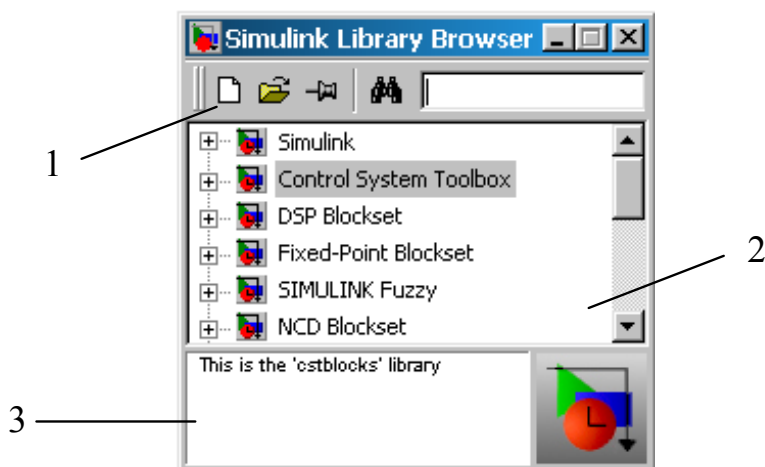 Simulink Library Browser
1
Simulink
Control System Toolbox
DSP Blockset
Fixed-Point Blockset
2
SIMULINK Fuzzy
NCD Blockset
This is the 'cstblocks' library
3